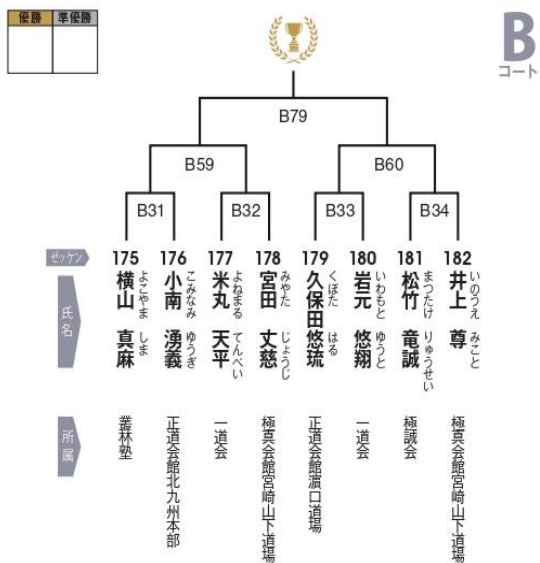 優勝 準優勝
B
コート
B79
B59 B60
B31 B32 B33 B34
ゼッケン 175 176 177 178 179 180 181 182
氏名
横山 真麻 よこやま しま
小南 湧義 こみなみ ゆうぎ
米丸 天平 よねまる てんぺい
宮田 丈慈 みやた じょうじ
久保田 悠琉 くぼた はる
岩元 悠翔 いわもと ゆうと
松竹 竜誠 まつたけ りゅうせい
井上 尊 いのうえ みこと
所属
叢林塾
正道会館北九州本部
一道会
極真会館宮崎山下道場
正道会館濵口道場
一道会
極誠会
極真会館宮崎山下道場